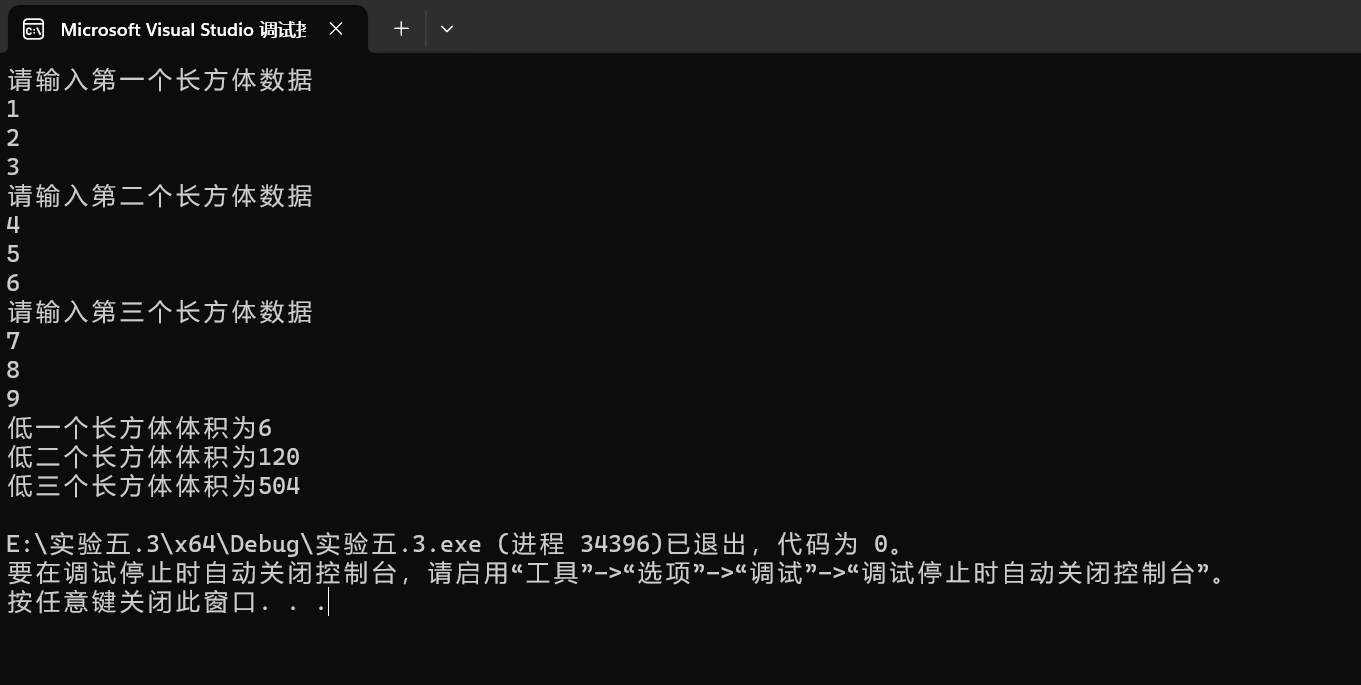 Microsoft Visual Studio 调试
请输入第一个长方体数据
1
2
3
请输入第二个长方体数据
4
5
6
请输入第三个长方体数据
7
8
9
低一个长方体体积为6
低二个长方体体积为120
低三个长方体体积为504
E:\实验五.3\x64\Debug\实验五.3.exe (进程 34396)已退出，代码为 0。
要在调试停止时自动关闭控制台，请启用“工具”->“选项”->“调试”->“调试停止时自动关闭控制台”。
按任意键关闭此窗口. . .